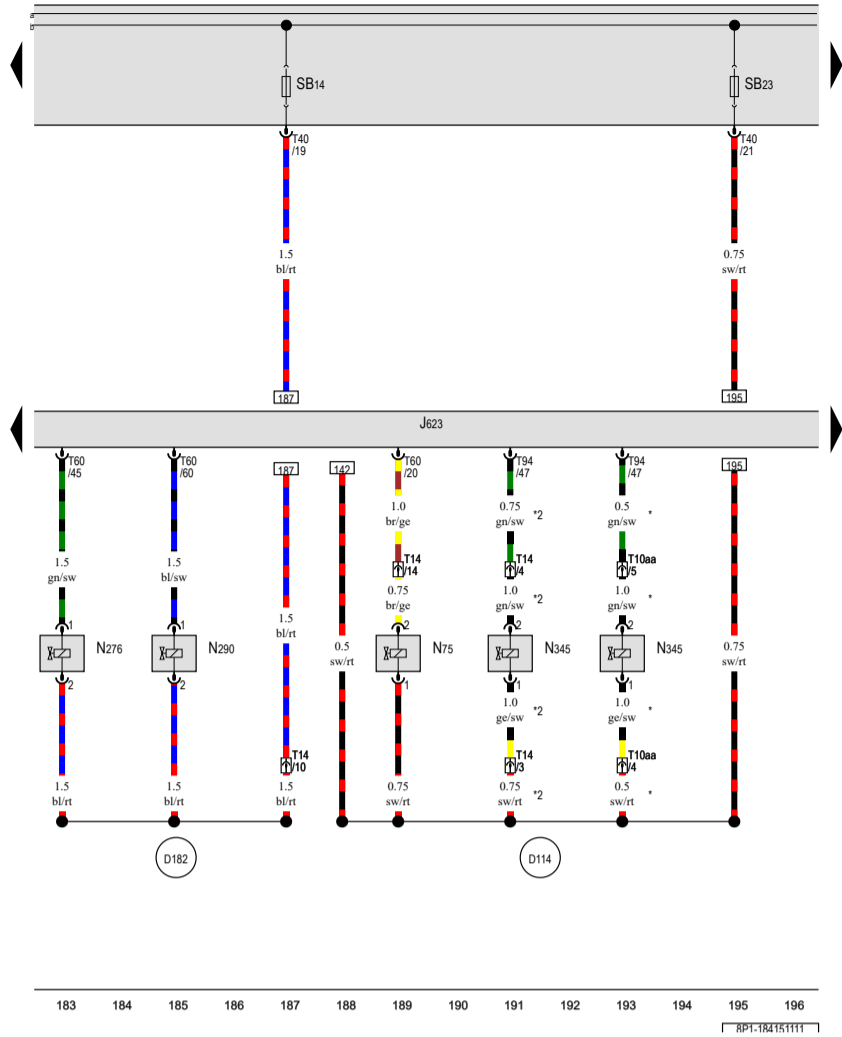 a
b
SB14
SB23
T40
/19
T40
/21
1.5
bl/rt
0.75
sw/rt
187
195
J623
T60
/45
T60
/60
187
142
T60
/20
T94
/47
T94
/47
195
1.0
br/ge
0.75
gn/sw
*2
0.5
gn/sw
*
1.5
gn/sw
1.5
bl/sw
T14
/14
T14
/4
T10aa
/5
0.75
br/ge
1.0
gn/sw
*2
1.0
gn/sw
*
1.5
bl/rt
1
1
2
2
2
N276
N290
0.5
sw/rt
N75
N345
N345
0.75
sw/rt
2
2
1
1
1
1.0
ge/sw
*2
1.0
ge/sw
*
T14
/10
T14
/3
T10aa
/4
1.5
bl/rt
1.5
bl/rt
1.5
bl/rt
0.75
sw/rt
0.75
sw/rt
*2
0.5
sw/rt
*
D182
D114
183 184 185 186 187 188 189 190 191 192 193 194 195 196
8P1-184151111